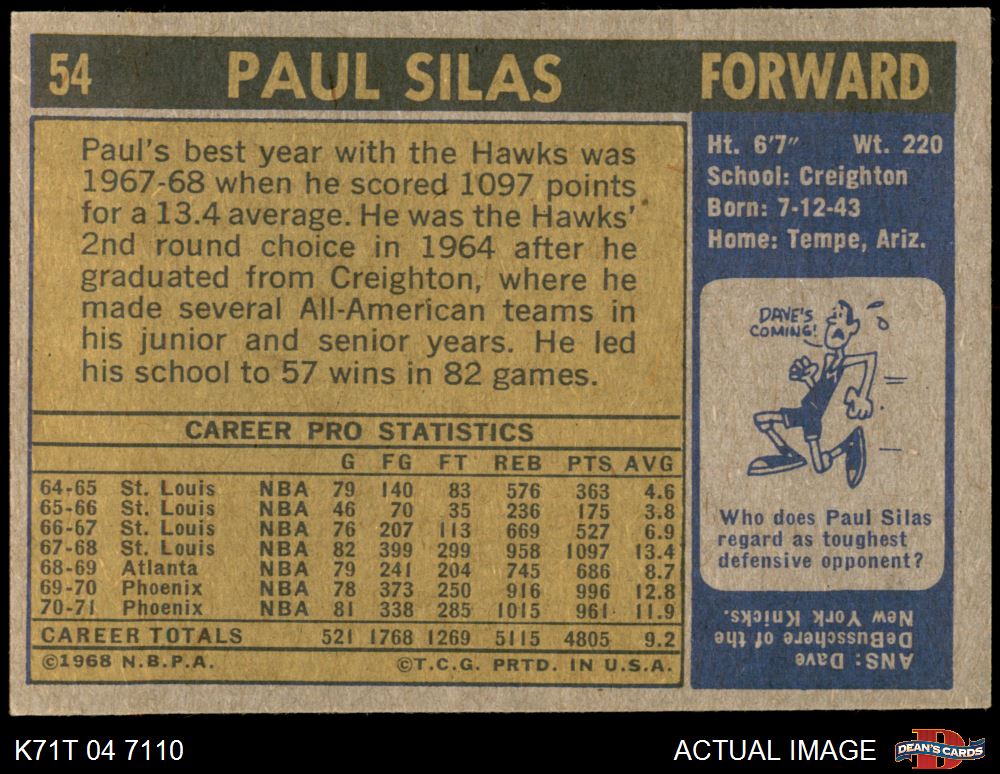 54 PAUL SILAS FORWARD
Paul's best year with the Hawks was
1967-68 when he scored 1097 points
for a 13.4 average. He was the Hawks'
2nd round choice in 1964 after he
graduated from Creighton, where he
made several All-American teams in
his junior and senior years. He led
his school to 57 wins in 82 games.
CAREER PRO STATISTICS
G FG FT REB PTS AVG
64-65 St. Louis NBA 79 140 83 576 363 4.6
65-66 St. Louis NBA 46 70 35 236 175 3.8
66-67 St. Louis NBA 76 207 113 669 527 6.9
67-68 St. Louis NBA 82 399 299 958 1097 13.4
68-69 Atlanta NBA 79 241 204 745 686 8.7
69-70 Phoenix NBA 78 373 250 916 996 12.8
70-71 Phoenix NBA 81 338 285 1015 961 11.9
CAREER TOTALS 521 1768 1269 5115 4805 9.2
©1968 N.B.P.A. ©T.C.G. PRTD. IN U.S.A.
Ht. 6'7" Wt. 220
School: Creighton
Born: 7-12-43
Home: Tempe, Ariz.
DAVE'S
COMING!
Who does Paul Silas
regard as toughest
defensive opponent?
ANS: Dave
DeBusschere of the
New York Knicks.
K71T 04 7110 ACTUAL IMAGE DEAN'S CARDS